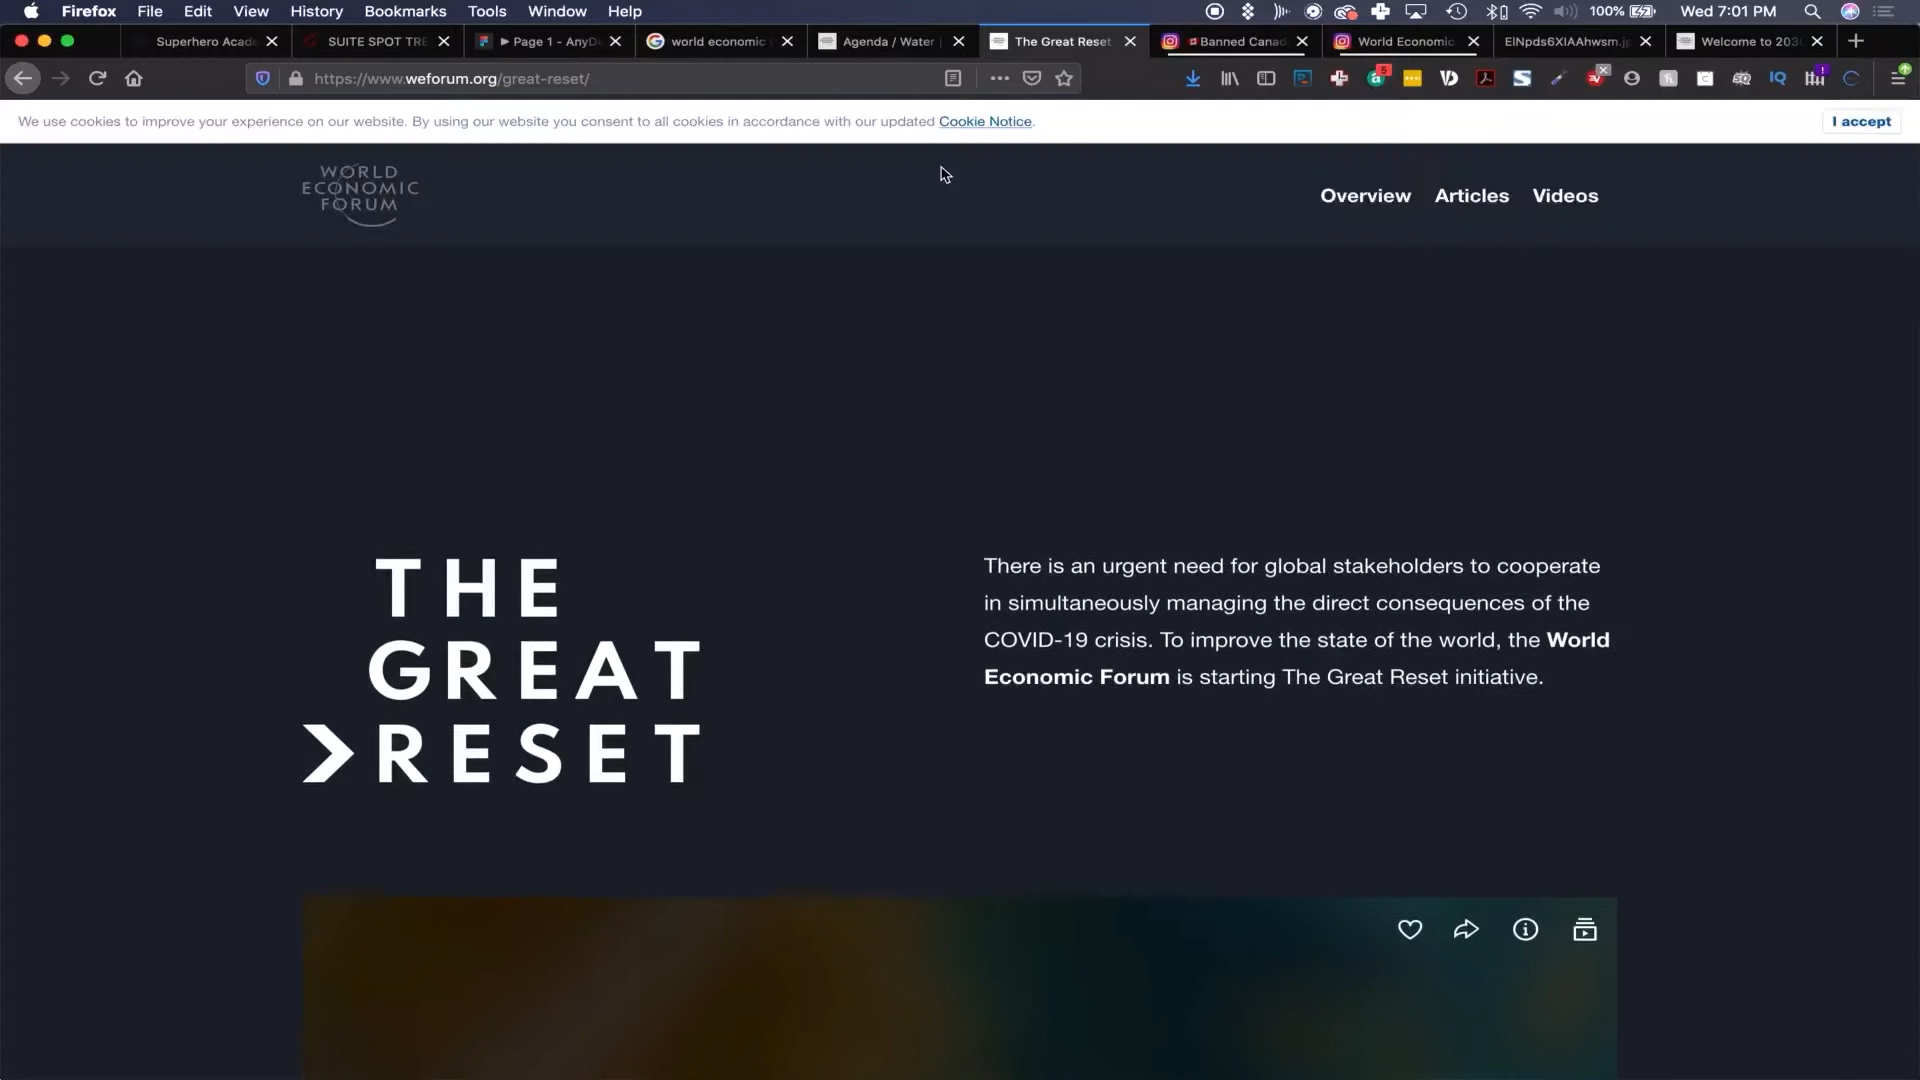 Firefox File Edit View History Bookmarks Tools Window Help 100% Wed 7:01 PM
Superhero Acad SUITE SPOT TRE Page 1 - AnyD world economic Agenda / Water The Great Reset Banned Canad World Economic EINpds6XIAAhwsm.j Welcome to 203
https://www.weforum.org/great-reset/
We use cookies to improve your experience on our website. By using our website you consent to all cookies in accordance with our updated Cookie Notice. I accept
WORLD
ECONOMIC
FORUM
Overview Articles Videos
THE
GREAT
RESET
There is an urgent need for global stakeholders to cooperate
in simultaneously managing the direct consequences of the
COVID-19 crisis. To improve the state of the world, the World
Economic Forum is starting The Great Reset initiative.